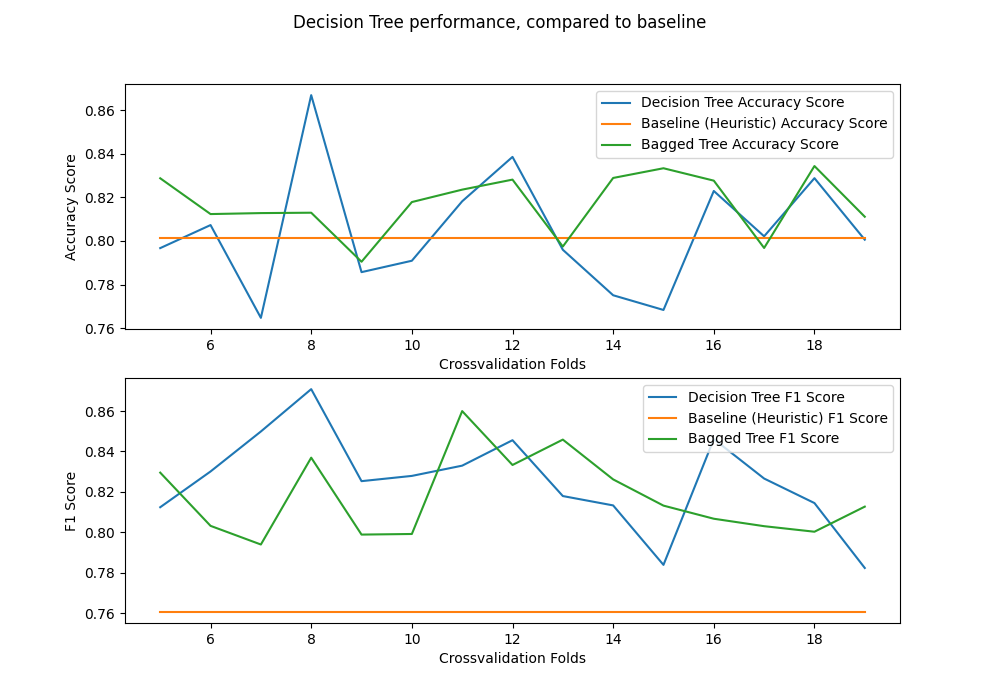 Decision Tree performance, compared to baseline
Decision Tree Accuracy Score
Baseline (Heuristic) Accuracy Score
Bagged Tree Accuracy Score
Accuracy Score
0.86
0.84
0.82
0.80
0.78
0.76
6 8 10 12 14 16 18
Crossvalidation Folds
Decision Tree F1 Score
Baseline (Heuristic) F1 Score
Bagged Tree F1 Score
F1 Score
0.86
0.84
0.82
0.80
0.78
0.76
6 8 10 12 14 16 18
Crossvalidation Folds